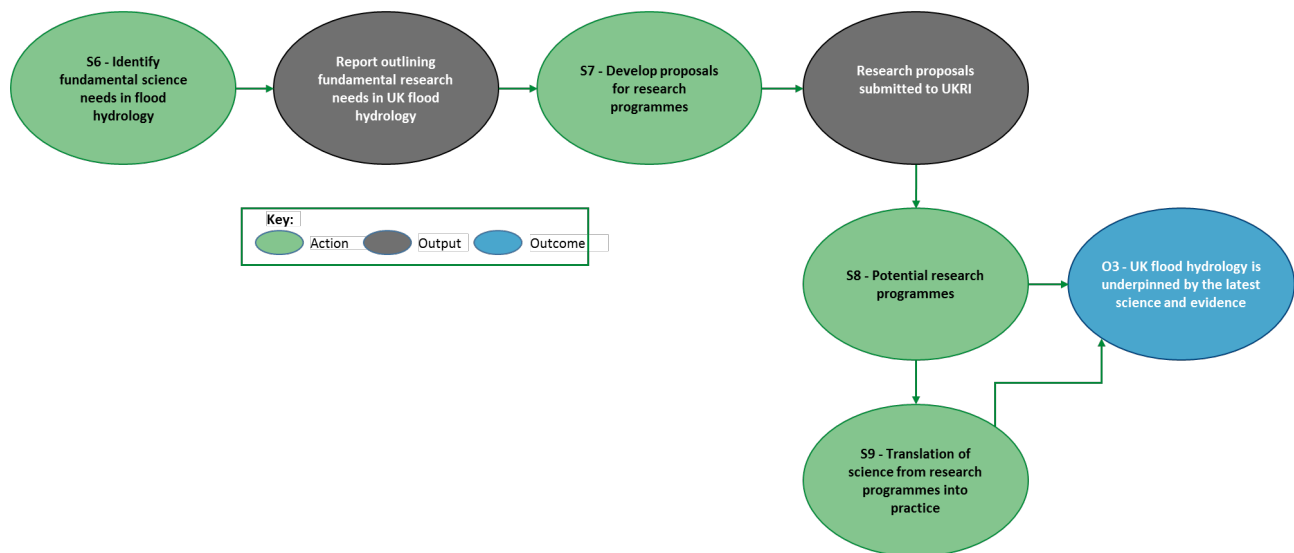 S6 - Identify
fundamental science
needs in flood
hydrology
Report outlining
fundamental research
needs in UK flood
hydrology
S7 - Develop proposals
for research
programmes
Research proposals
submitted to UKRI
Key:
Action
Output
Outcome
S8 - Potential research
programmes
O3 - UK flood hydrology is
underpinned by the latest
science and evidence
S9 - Translation of
science from research
programmes into
practice